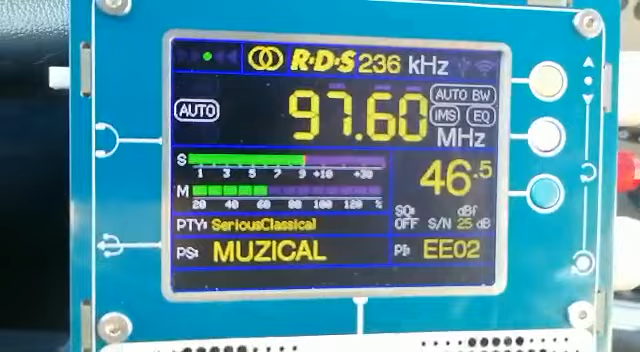 R·D·S 236 kHz
AUTO 97.60 AUTO BW
iMS EQ
MHz
S
1 3 5 7 9 +10 +30
M
20 40 60 80 100 120 %
46.5
SQ: OFF dBf
S/N 25 dB
PTY: SeriousClassical
PS: MUZICAL PI: EE02